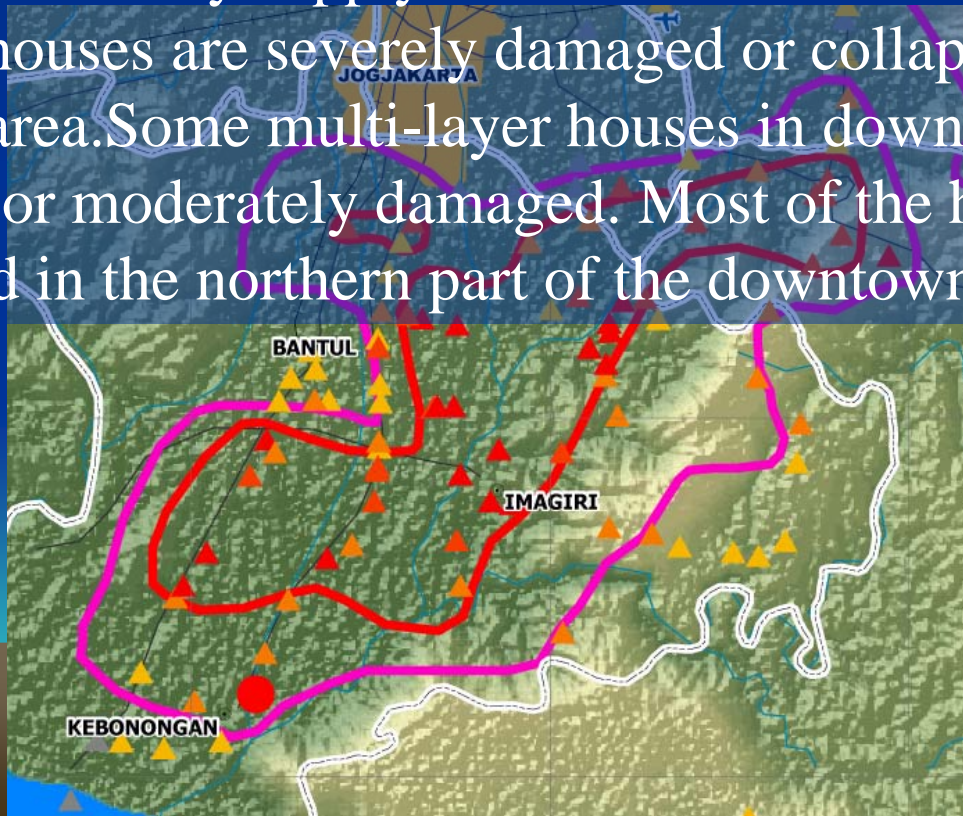 houses are severely damaged or collap
JOGJAKARTA
area.Some multi-layer houses in down
or moderately damaged. Most of the h
d in the northern part of the downtown
BANTUL
IMAGIRI
KEBONONGAN